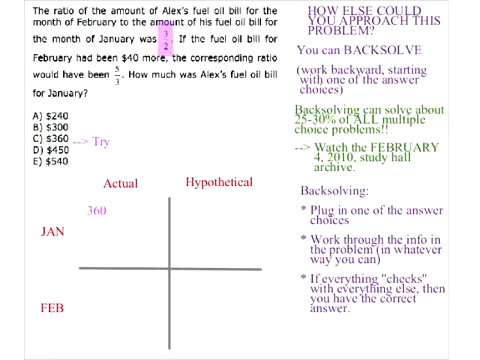 The ratio of the amount of Alex's fuel oil bill for the
month of February to the amount of his fuel oil bill for
the month of January was 3/2. If the fuel oil bill for
February had been $40 more, the corresponding ratio
would have been 5/3. How much was Alex's fuel oil bill
for January?
A) $240
B) $300
C) $360 --> Try
D) $450
E) $540
Actual Hypothetical
360
JAN
FEB
HOW ELSE COULD
YOU APPROACH THIS
PROBLEM?
You can BACKSOLVE
(work backward, starting
with one of the answer
choices)
Backsolving can solve about
25-30% of ALL multiple
choice problems!!
--> Watch the FEBRUARY
4, 2010, study hall
archive.
Backsolving:
* Plug in one of the answer
choices
* Work through the info in
the problem (in whatever
way you can)
* If everything "checks"
with everything else, then
you have the correct
answer.